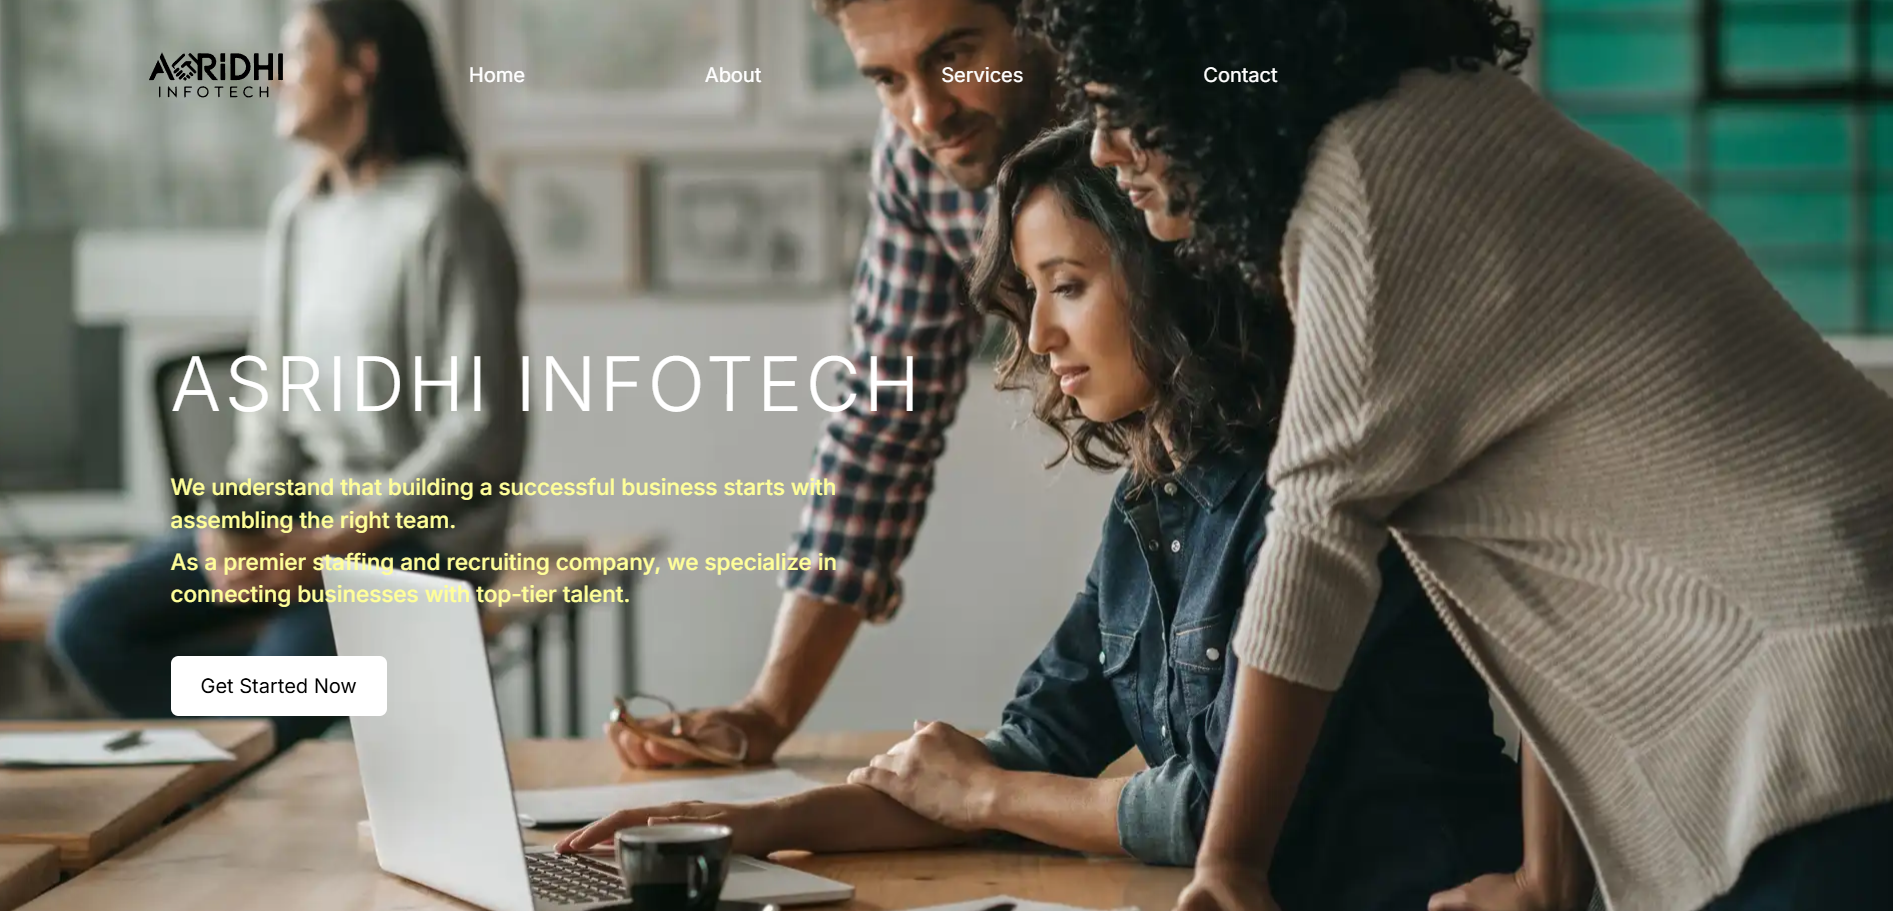 ASRiDHI
INFOTECH
Home
About
Services
Contact
ASRIDHI INFOTECH
We understand that building a successful business starts with
assembling the right team.
As a premier staffing and recruiting company, we specialize in
connecting businesses with top-tier talent.
Get Started Now